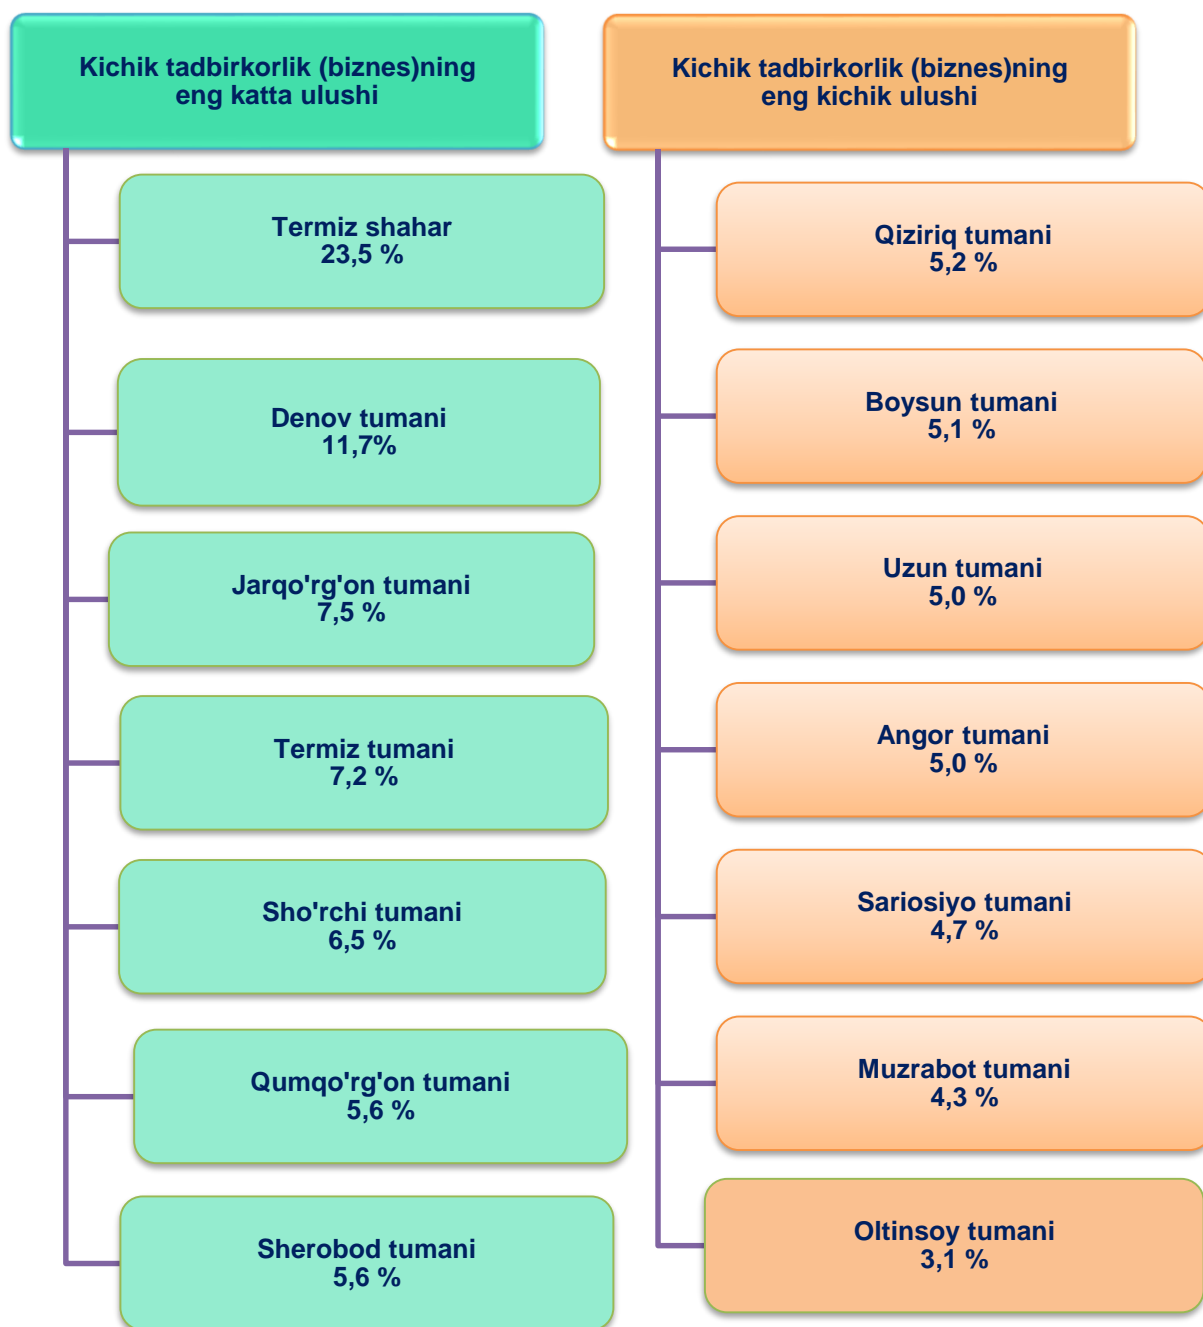 Kichik tadbirkorlik (biznes)ning
eng katta ulushi
Termiz shahar
23,5 %
Denov tumani
11,7%
Jarqo'rg'on tumani
7,5 %
Termiz tumani
7,2 %
Sho'rchi tumani
6,5 %
Qumqo'rg'on tumani
5,6 %
Sherobod tumani
5,6 %
Kichik tadbirkorlik (biznes)ning
eng kichik ulushi
Qiziriq tumani
5,2 %
Boysun tumani
5,1 %
Uzun tumani
5,0 %
Angor tumani
5,0 %
Sariosiyo tumani
4,7 %
Muzrabot tumani
4,3 %
Oltinsoy tumani
3,1 %